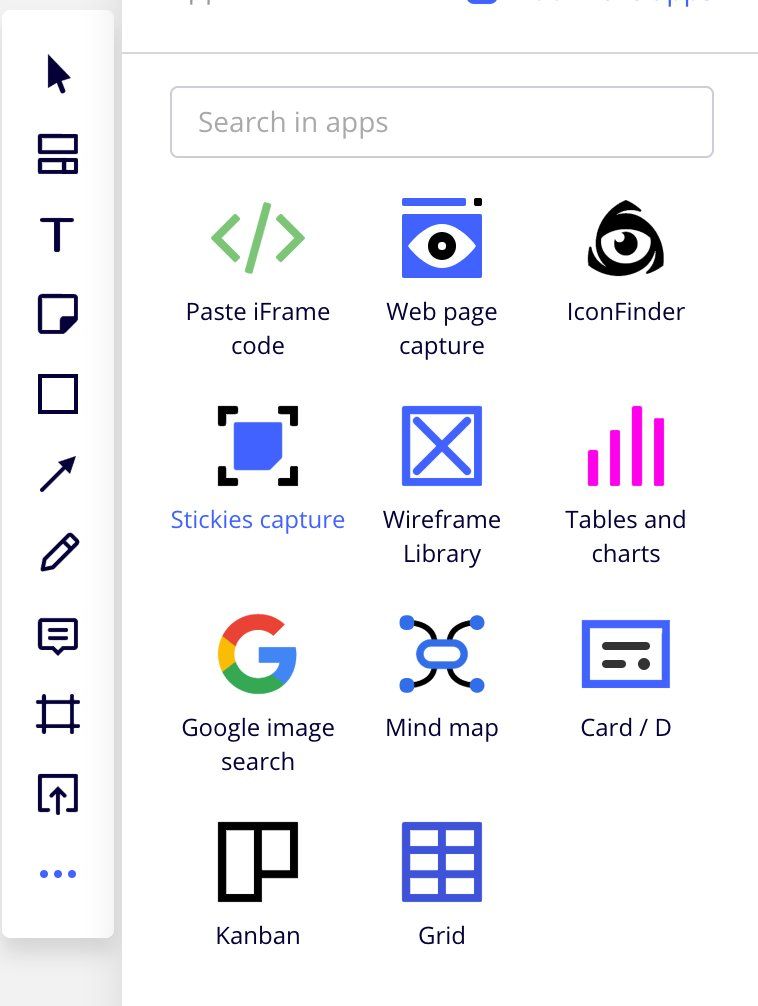 Search in apps
Paste iFrame
code
Web page
capture
IconFinder
Stickies capture
Wireframe
Library
Tables and
charts
Google image
search
Mind map
Card / D
Kanban
Grid